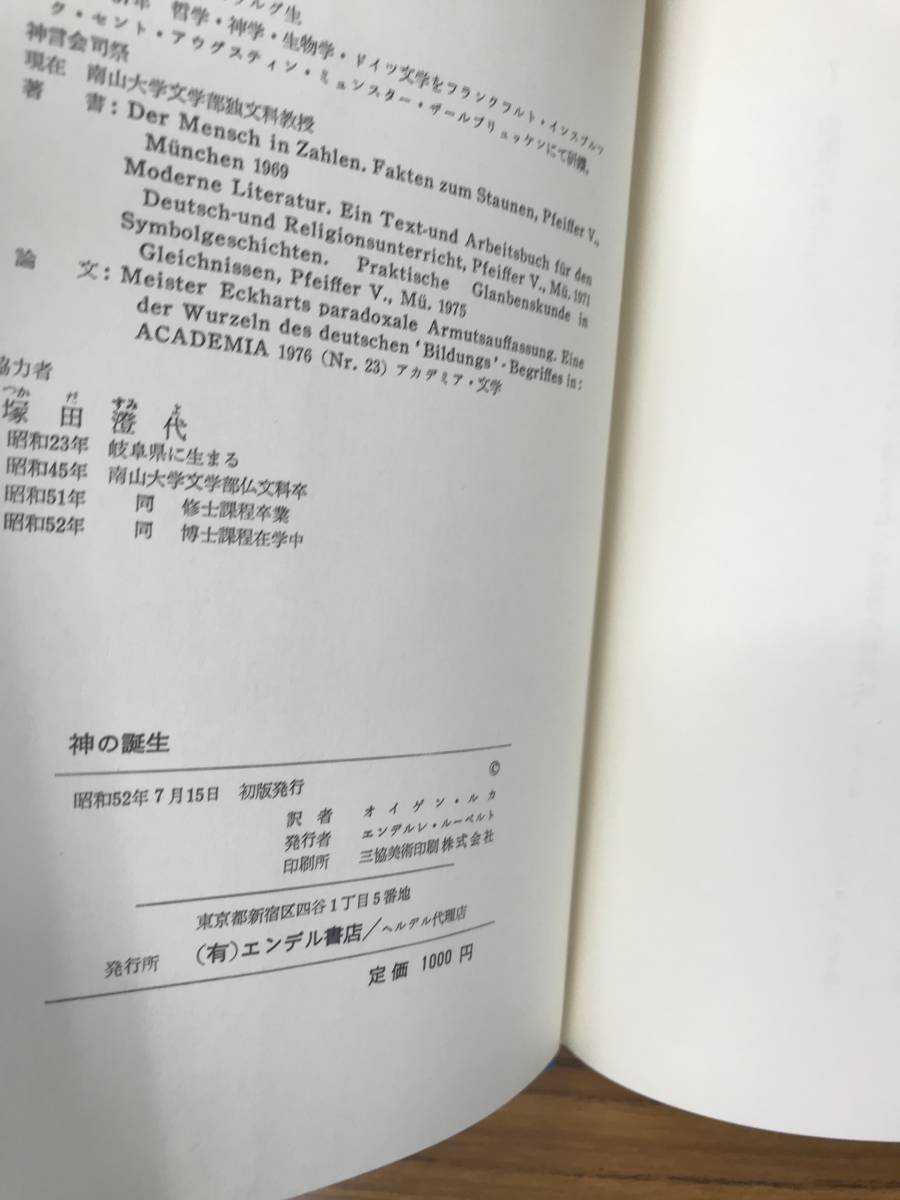 ルグ生
年 哲学・神学・生物学・ドイツ文学をフランクフルト・インスブルツ
ク・セント・アウグスティン・ミュンスター・ザールブリュッケンにて研修。
神言会司祭
現在 南山大学文学部独文科教授
著書:Der Mensch in Zahlen. Fakten zum Staunen, Pfeiffer V.,
München 1969
Moderne Literatur. Ein Text-und Arbeitsbuch für den
Deutsch-und Religionsunterricht, Pfeiffer V., Mü. 1971
Symbolgeschichten. Praktische Glanbenskunde in
Gleichnissen, Pfeiffer V., Mü. 1975
論文:Meister Eckharts paradoxale Armutsauffassung. Eine
der Wurzeln des deutschen 'Bildungs'-Begriffes in:
ACADEMIA 1976 (Nr. 23) アカデミア・文学
協力者
つか だ すみ よ
塚田澄代
昭和23年 岐阜県に生まる
昭和45年 南山大学文学部仏文科卒
昭和51年 同 修士課程卒業
昭和52年 同 博士課程在学中
神の誕生
昭和52年7月15日 初版発行 ©
訳者 オイゲン・ルカ
発行者 エンデルレ・ルーペルト
印刷所 三協美術印刷株式会社
東京都新宿区四谷1丁目5番地
発行所 (有)エンデル書店/ヘルデル代理店
定価 1000円